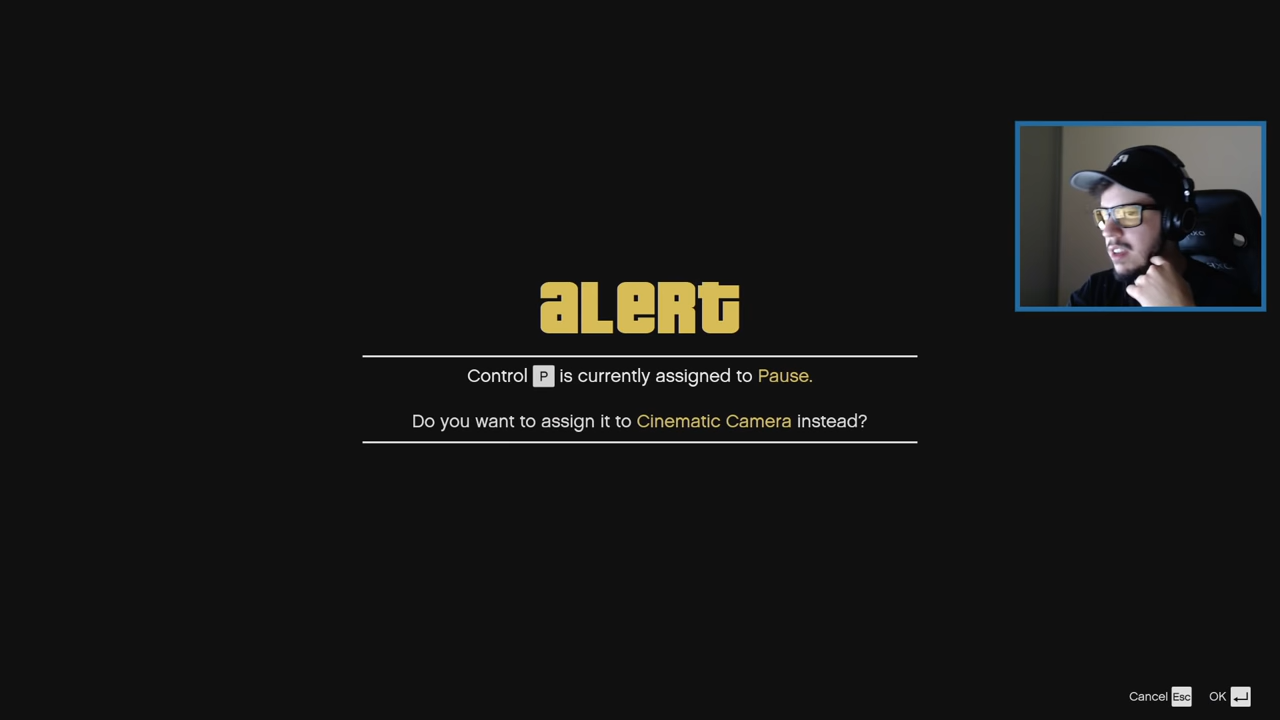 alert
Control P is currently assigned to Pause.
Do you want to assign it to Cinematic Camera instead?
Cancel Esc OK